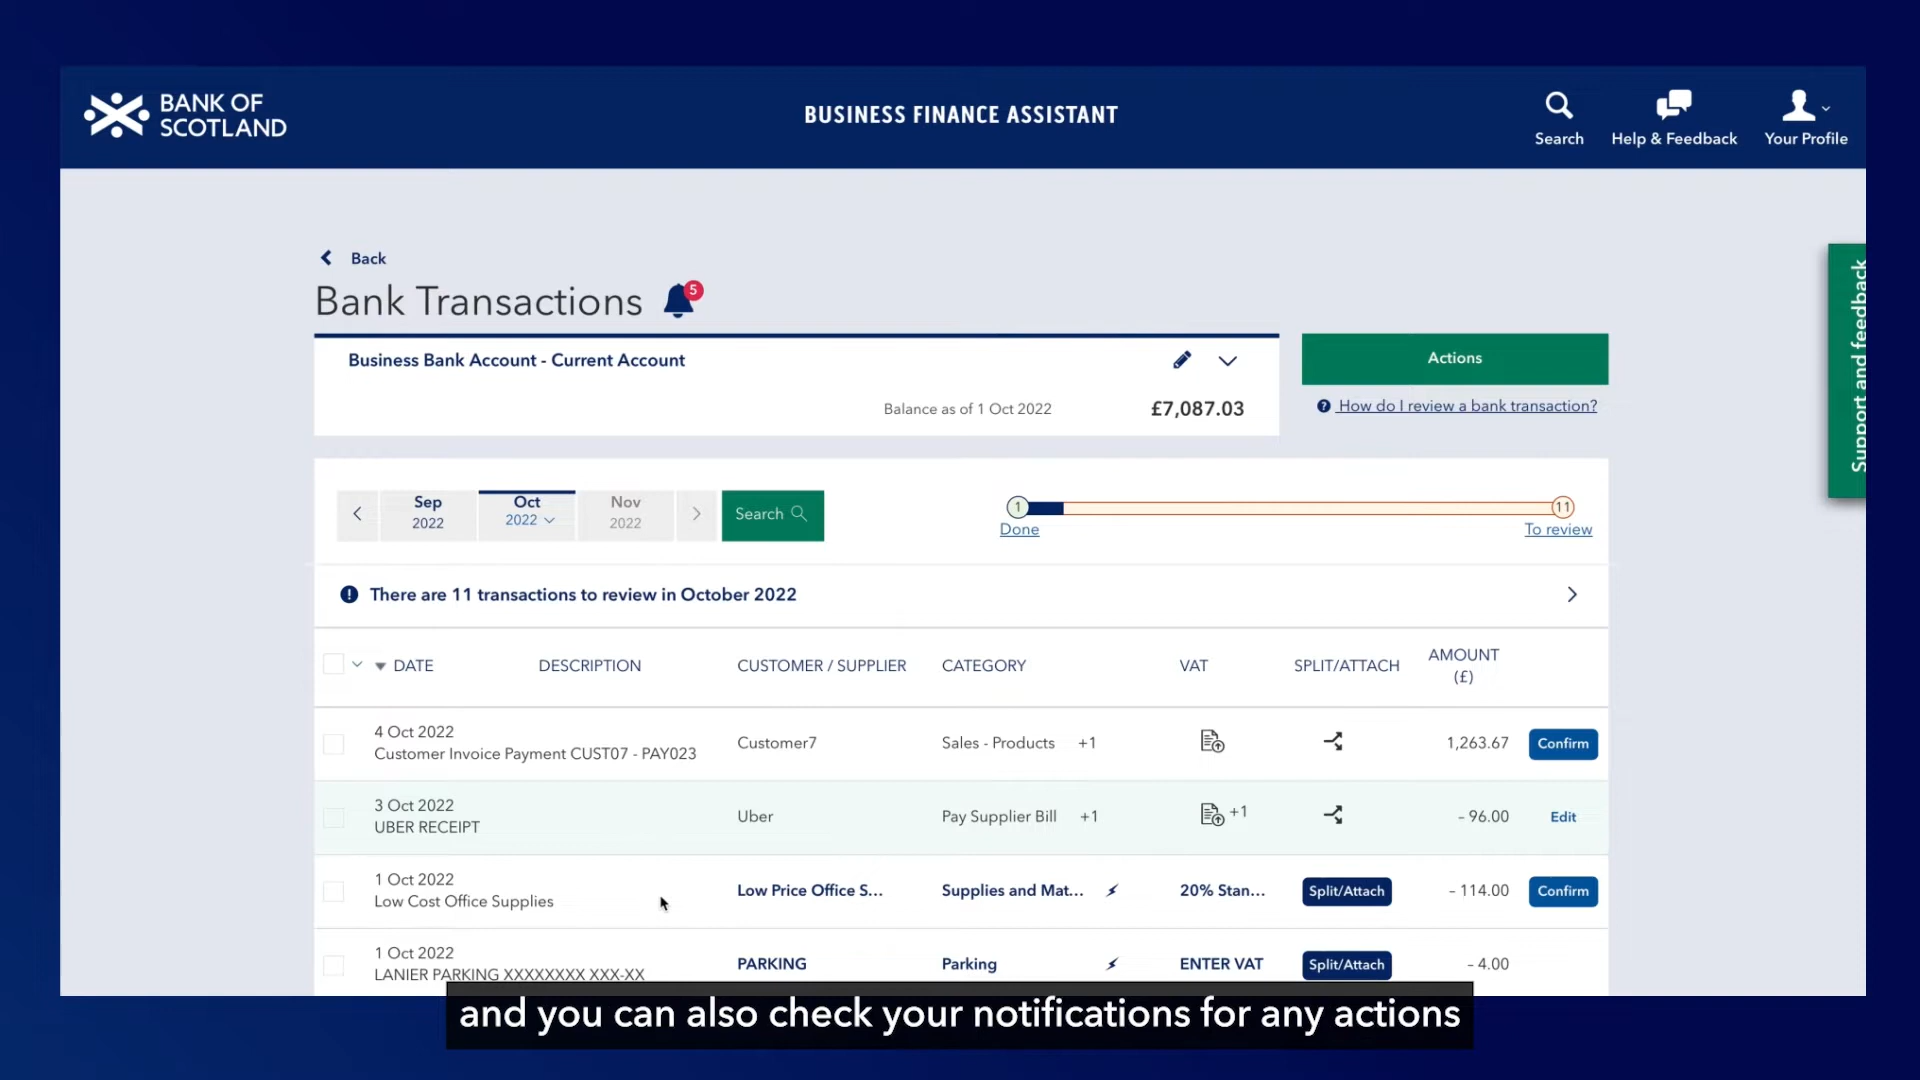 BANK OF
SCOTLAND
BUSINESS FINANCE ASSISTANT
Search
Help & Feedback
Your Profile
Back
Bank Transactions
5
Business Bank Account - Current Account
Balance as of 1 Oct 2022
£7,087.03
Actions
How do I review a bank transaction?
Support and feedback
Sep
2022
Oct
2022
Nov
2022
Search
1
Done
11
To review
There are 11 transactions to review in October 2022
DATE DESCRIPTION CUSTOMER / SUPPLIER CATEGORY VAT SPLIT/ATTACH AMOUNT
(£)
4 Oct 2022
Customer Invoice Payment CUST07 - PAY023 Customer7 Sales - Products +1 1,263.67 Confirm
3 Oct 2022
UBER RECEIPT Uber Pay Supplier Bill +1 +1 - 96.00 Edit
1 Oct 2022
Low Cost Office Supplies Low Price Office S... Supplies and Mat... 20% Stan... Split/Attach - 114.00 Confirm
1 Oct 2022
LANIER PARKING XXXXXXXX XXX-XX PARKING Parking ENTER VAT Split/Attach - 4.00
and you can also check your notifications for any actions